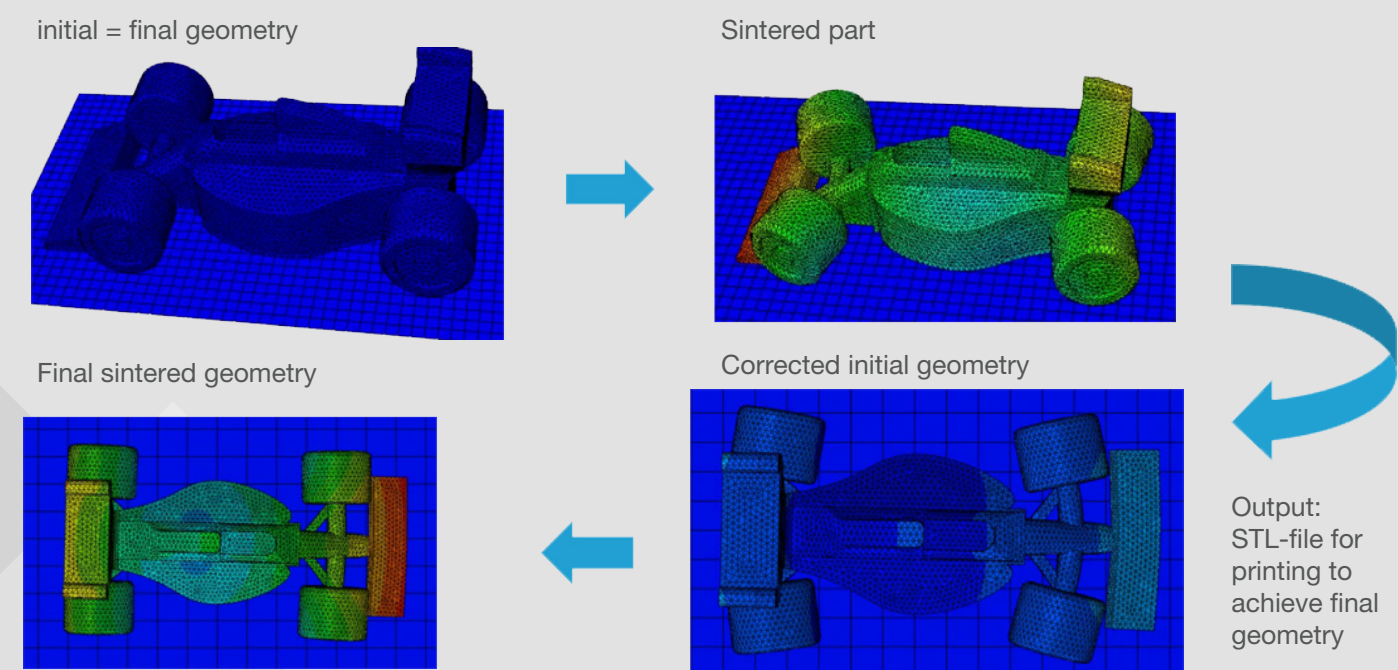 initial = final geometry
Sintered part
Final sintered geometry
Corrected initial geometry
Output:
STL-file for
printing to
achieve final
geometry